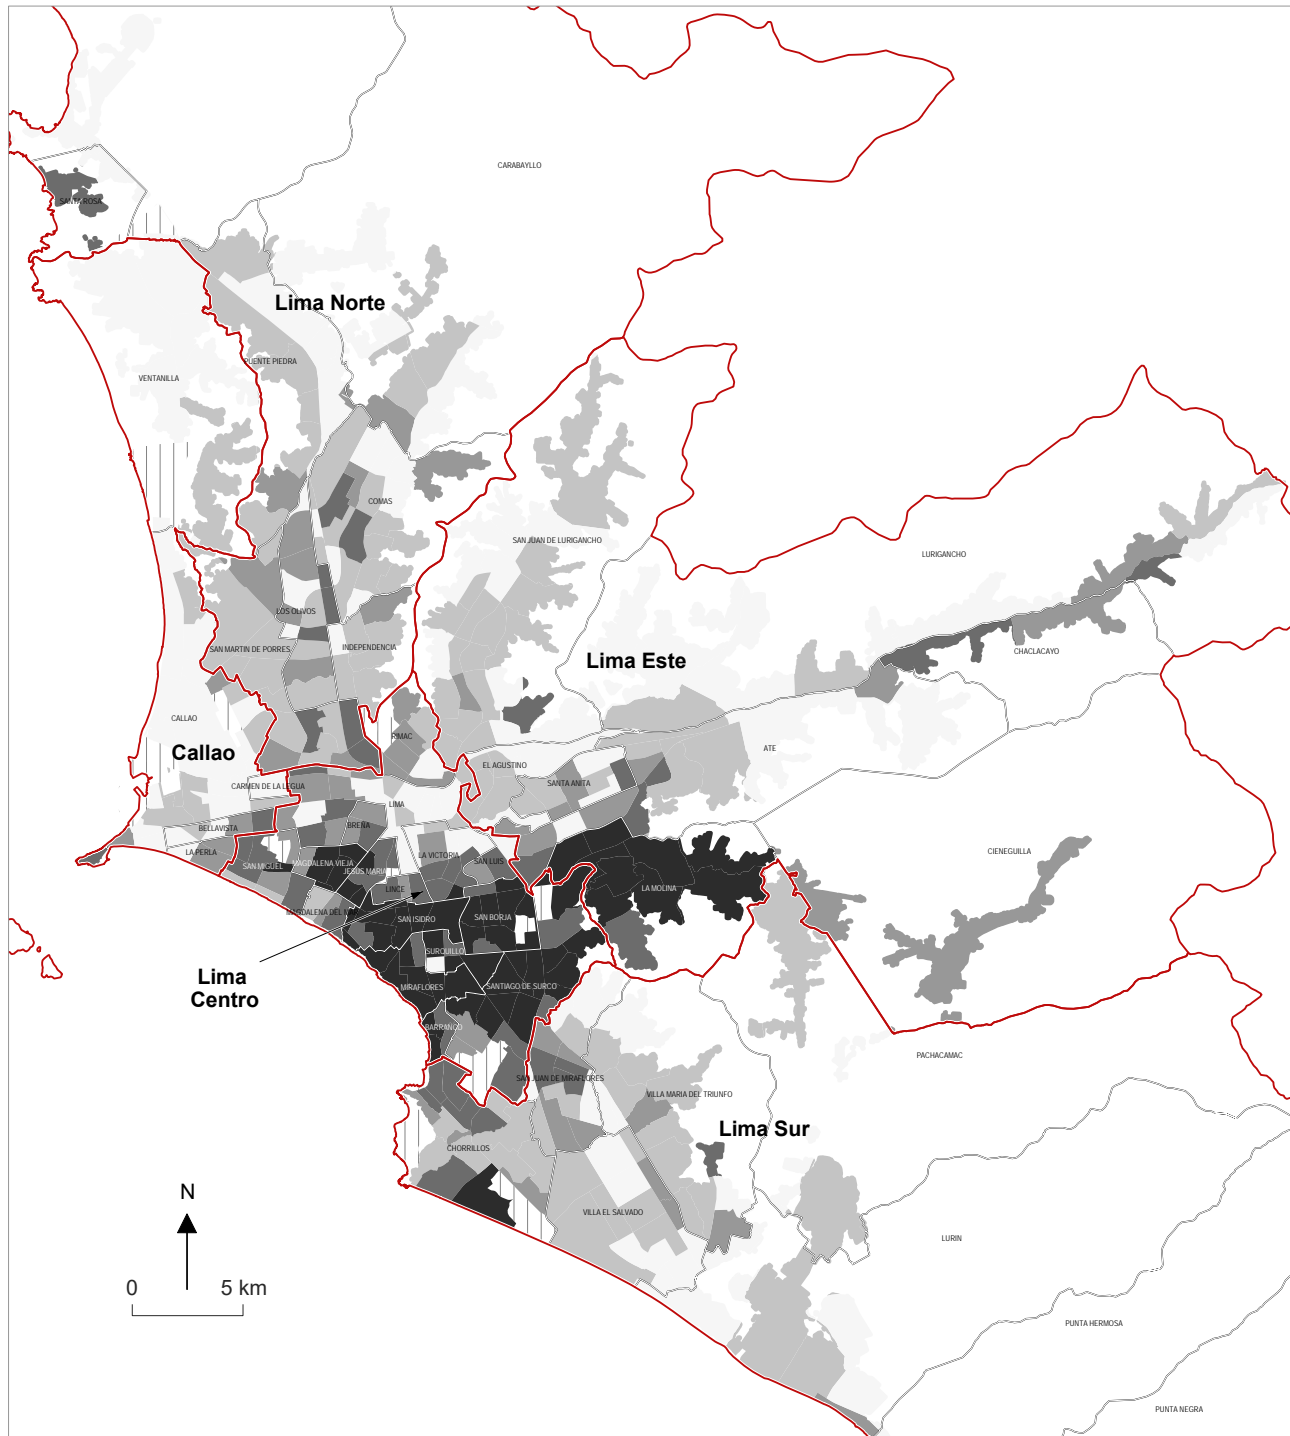 CARABAYLLO
SANTA ROSA
Lima Norte
PUENTE PIEDRA
VENTANILLA
COMAS
SAN JUAN DE LURIGANCHO
LURIGANCHO
LOS OLIVOS
SAN MARTIN DE PORRES
INDEPENDENCIA
CHACLACAYO
Lima Este
CALLAO
RIMAC
Callao
ATE
EL AGUSTINO
SANTA ANITA
CARMEN DE LA LEGUA
LIMA
BELLAVISTA
BREÑA
LA PERLA
LA VICTORIA
SAN MIGUEL
MAGDALENA VIEJA
JESUS MARIA
SAN LUIS
CIENEGUILLA
LINCE
LA MOLINA
MAGDALENA DEL MAR
SAN ISIDRO
SAN BORJA
SURQUILLO
Lima
Centro
MIRAFLORES
SANTIAGO DE SURCO
BARRANCO
PACHACAMAC
SAN JUAN DE MIRAFLORES
VILLA MARIA DEL TRIUNFO
Lima Sur
CHORRILLOS
N
VILLA EL SALVADO
LURIN
0
5 km
PUNTA HERMOSA
PUNTA NEGRA